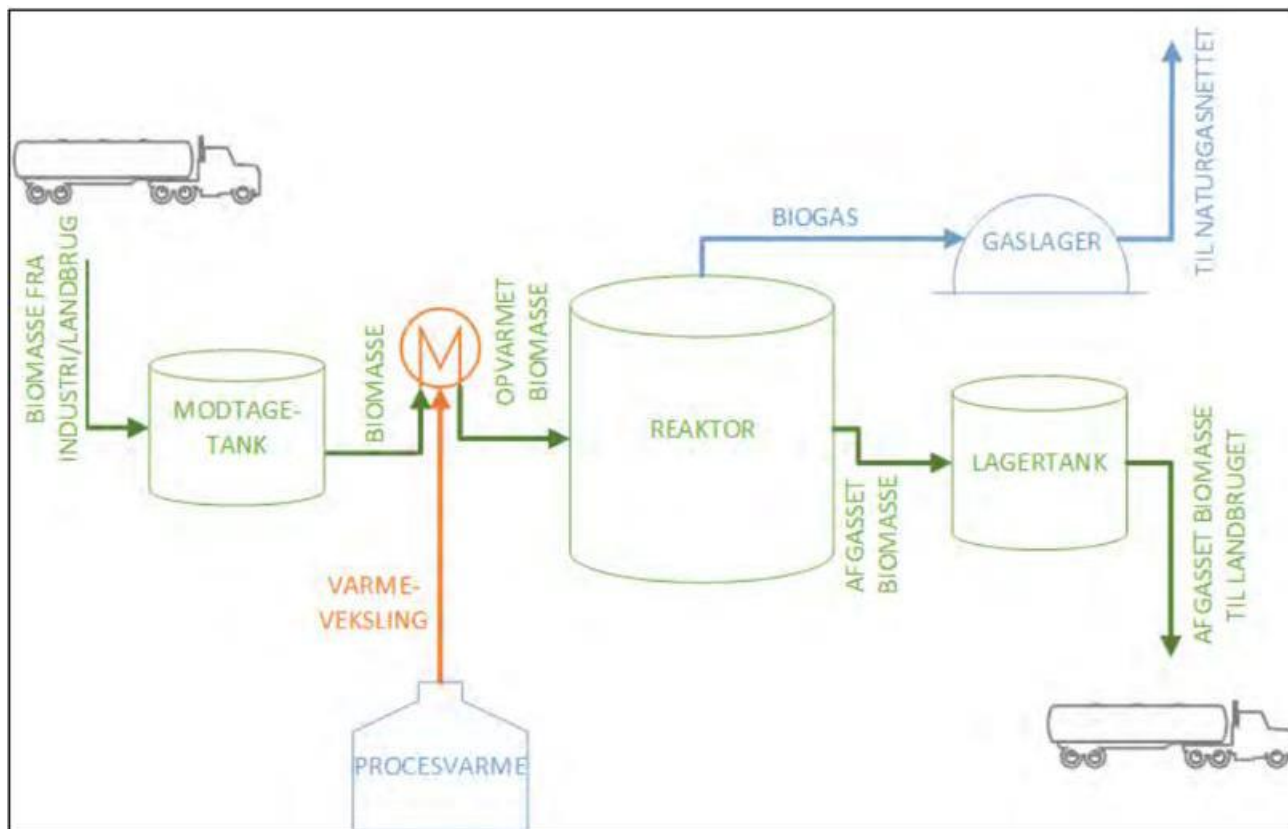 BIOMASSE FRA
INDUSTRI/LANDBRUG
MODTAGE-
TANK
BIOMASSE
VARME-
VEKSLING
PROCESVARME
OPVARMET
BIOMASSE
REAKTOR
BIOGAS
GASLAGER
TIL NATURGASNETTET
AFGASSET
BIOMASSE
LAGERTANK
AFGASSET BIOMASSE
TIL LANDBRUGET